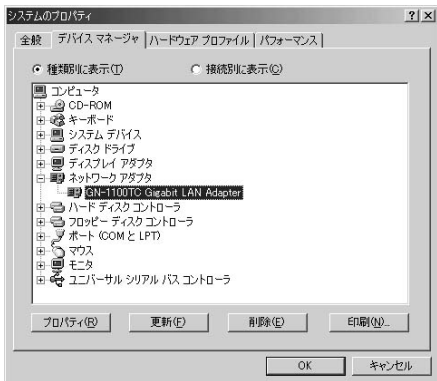 システムのプロパティ
全般 デバイス マネージャ ハードウェア プロファイル パフォーマンス
種類別に表示(T) 接続別に表示(C)
コンピュータ
CD-ROM
キーボード
システム デバイス
ディスク ドライブ
ディスプレイ アダプタ
ネットワーク アダプタ
GN-1100TC Gigabit LAN Adapter
ハード ディスク コントローラ
フロッピー ディスク コントローラ
ポート (COM と LPT)
マウス
モニタ
ユニバーサル シリアル バス コントローラ
プロパティ(R) 更新(F) 削除(E) 印刷(N)...
OK キャンセル